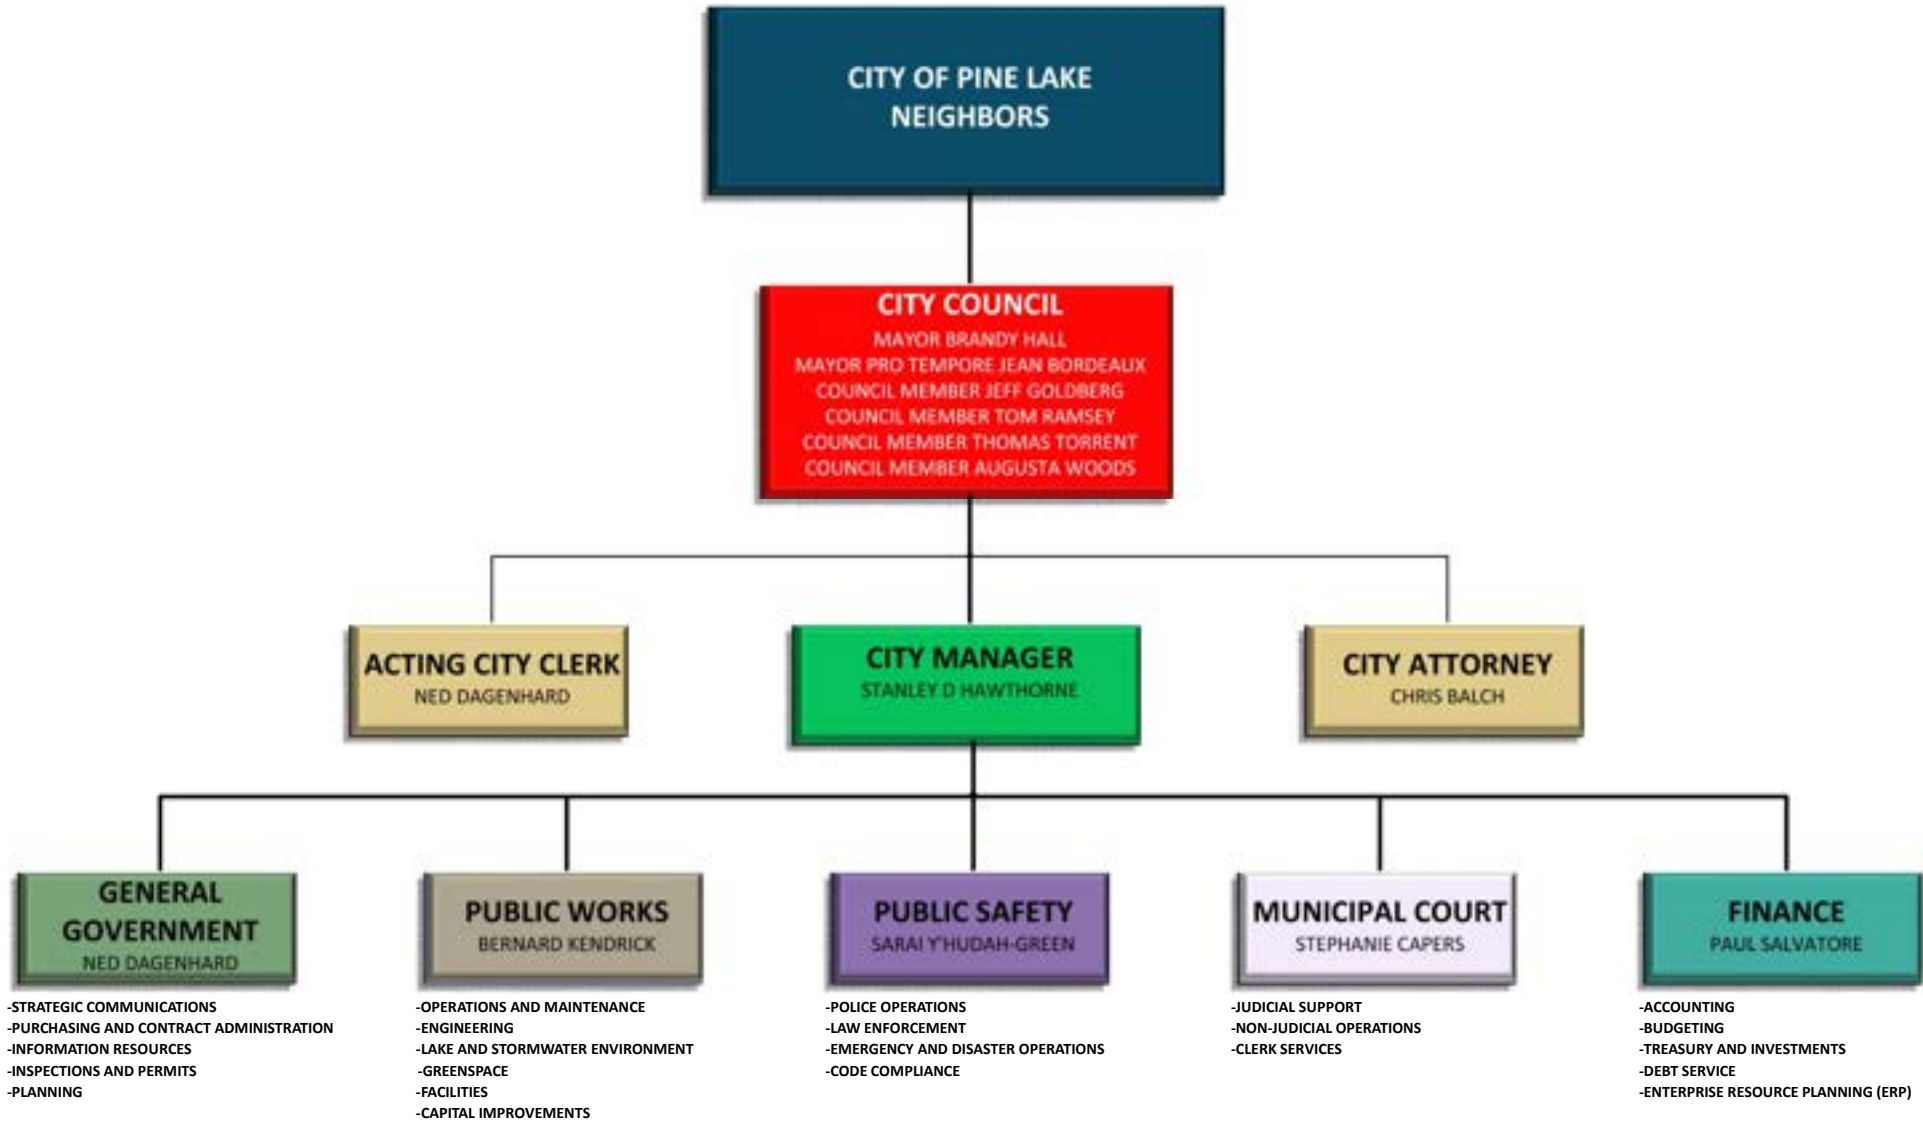 CITY OF PINE LAKE
NEIGHBORS
CITY COUNCIL
MAYOR BRANDY HALL
MAYOR PRO TEMPORE JEAN BORDEAUX
COUNCIL MEMBER JEFF GOLDBERG
COUNCIL MEMBER TOM RAMSEY
COUNCIL MEMBER THOMAS TORRENT
COUNCIL MEMBER AUGUSTA WOODS
ACTING CITY CLERK
NED DAGENHARD
CITY MANAGER
STANLEY D HAWTHORNE
CITY ATTORNEY
CHRIS BALCH
GENERAL
GOVERNMENT
NED DAGENHARD
-STRATEGIC COMMUNICATIONS
-PURCHASING AND CONTRACT ADMINISTRATION
-INFORMATION RESOURCES
-INSPECTIONS AND PERMITS
-PLANNING
PUBLIC WORKS
BERNARD KENDRICK
-OPERATIONS AND MAINTENANCE
-ENGINEERING
-LAKE AND STORMWATER ENVIRONMENT
-GREENSPACE
-FACILITIES
-CAPITAL IMPROVEMENTS
PUBLIC SAFETY
SARAI Y'HUDAH-GREEN
-POLICE OPERATIONS
-LAW ENFORCEMENT
-EMERGENCY AND DISASTER OPERATIONS
-CODE COMPLIANCE
MUNICIPAL COURT
STEPHANIE CAPERS
-JUDICIAL SUPPORT
-NON-JUDICIAL OPERATIONS
-CLERK SERVICES
FINANCE
PAUL SALVATORE
-ACCOUNTING
-BUDGETING
-TREASURY AND INVESTMENTS
-DEBT SERVICE
-ENTERPRISE RESOURCE PLANNING (ERP)